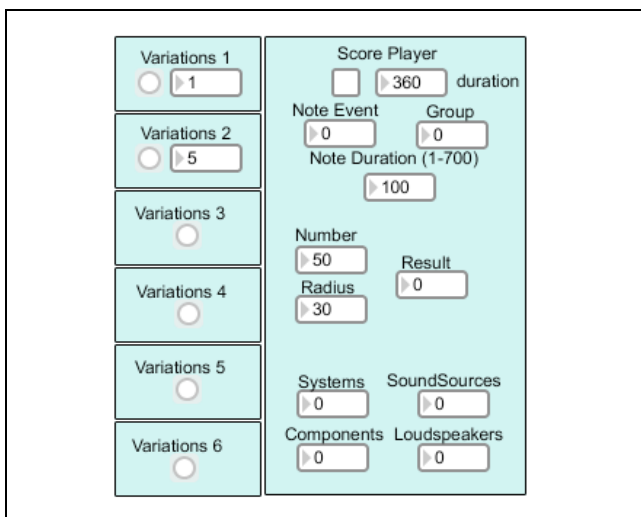 Variations 1
1
Variations 2
5
Variations 3
Variations 4
Variations 5
Variations 6
Score Player
360 duration
Note Event Group
0 0
Note Duration (1-700)
100
Number
50
Result
0
Radius
30
Systems SoundSources
0 0
Components Loudspeakers
0 0